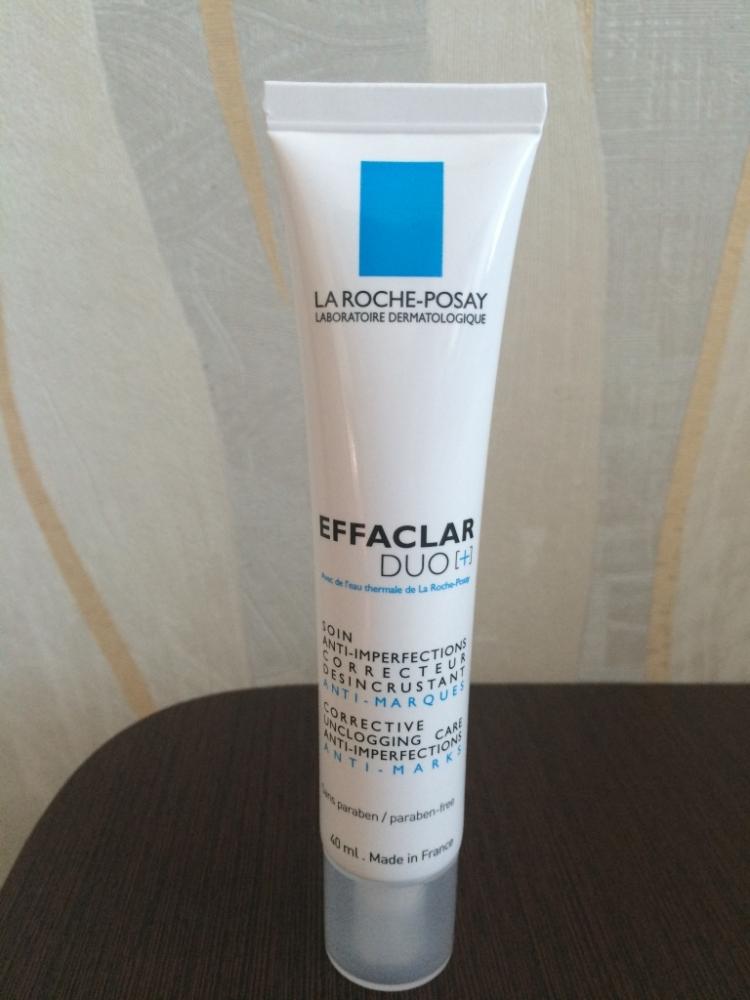 LA ROCHE-POSAY
LABORATOIRE DERMATOLOGIQUE
EFFACLAR
DUO [+]
Avec de l'eau thermale de La Roche-Posay
SOIN
ANTI-IMPERFECTIONS
CORRECTEUR
DÉSINCRUSTANT
ANTI-MARQUES
CORRECTIVE
UNCLOGGING CARE
ANTI-IMPERFECTIONS
ANTI-MARKS
Sans paraben / paraben-free
40 ml . Made in France